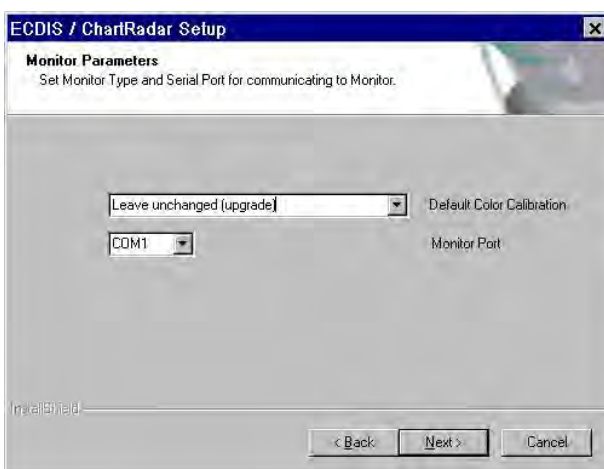 ECDIS / ChartRadar Setup
Monitor Parameters
Set Monitor Type and Serial Port for communicating to Monitor.
Leave unchanged (upgrade) Default Color Calibration
COM1 Monitor Port
InstallShield
< Back Next > Cancel